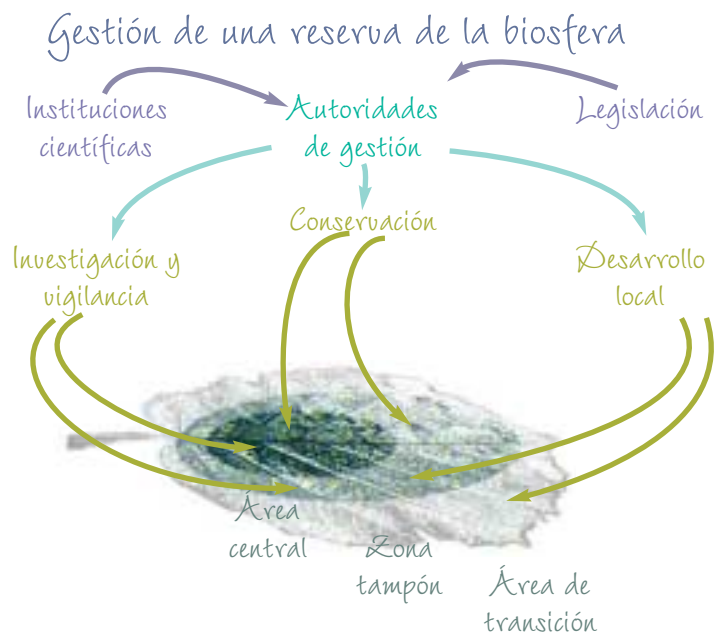 Gestión de una reserva de la biosfera
Instituciones
científicas
Autoridades
de gestión
Legislación
Conservación
Investigación y
vigilancia
Desarrollo
local
Área
central
Zona
tampón
Área de
transición